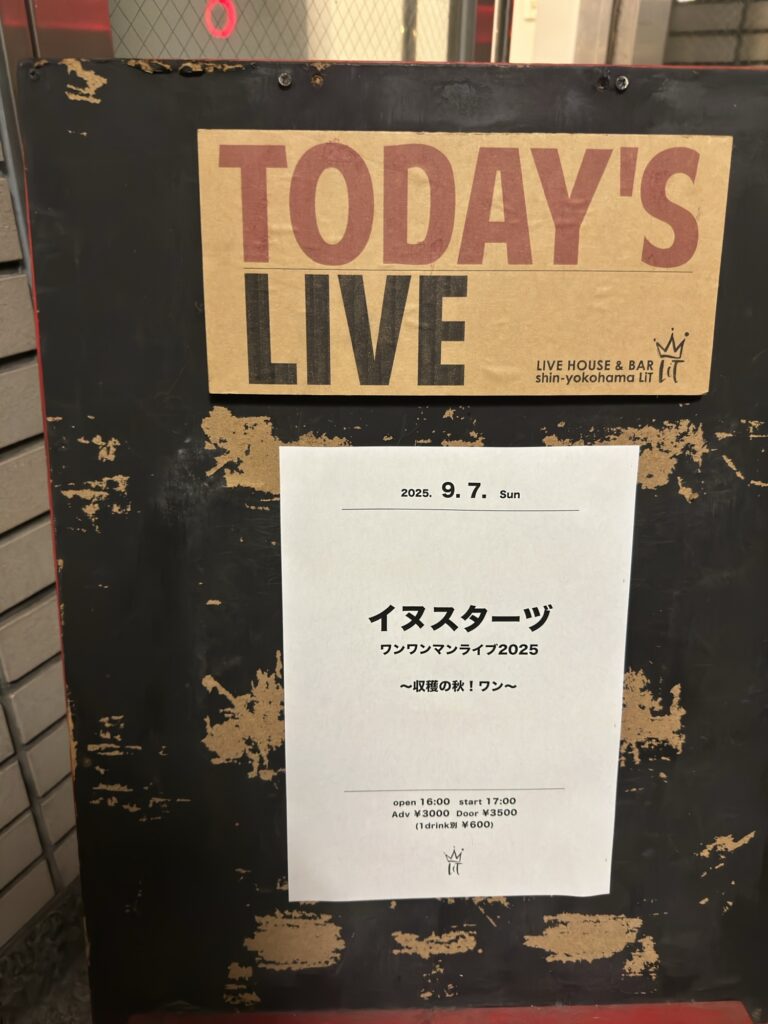 TODAY'S
LIVE
LIVE HOUSE & BAR
shin-yokohama LiT
LiT
2025. 9. 7. Sun
イヌスターヅ
ワンワンマンライブ2025
〜収穫の秋！ワン〜
open 16:00 start 17:00
Adv ¥3000 Door ¥3500
(1drink別 ¥600)
LiT